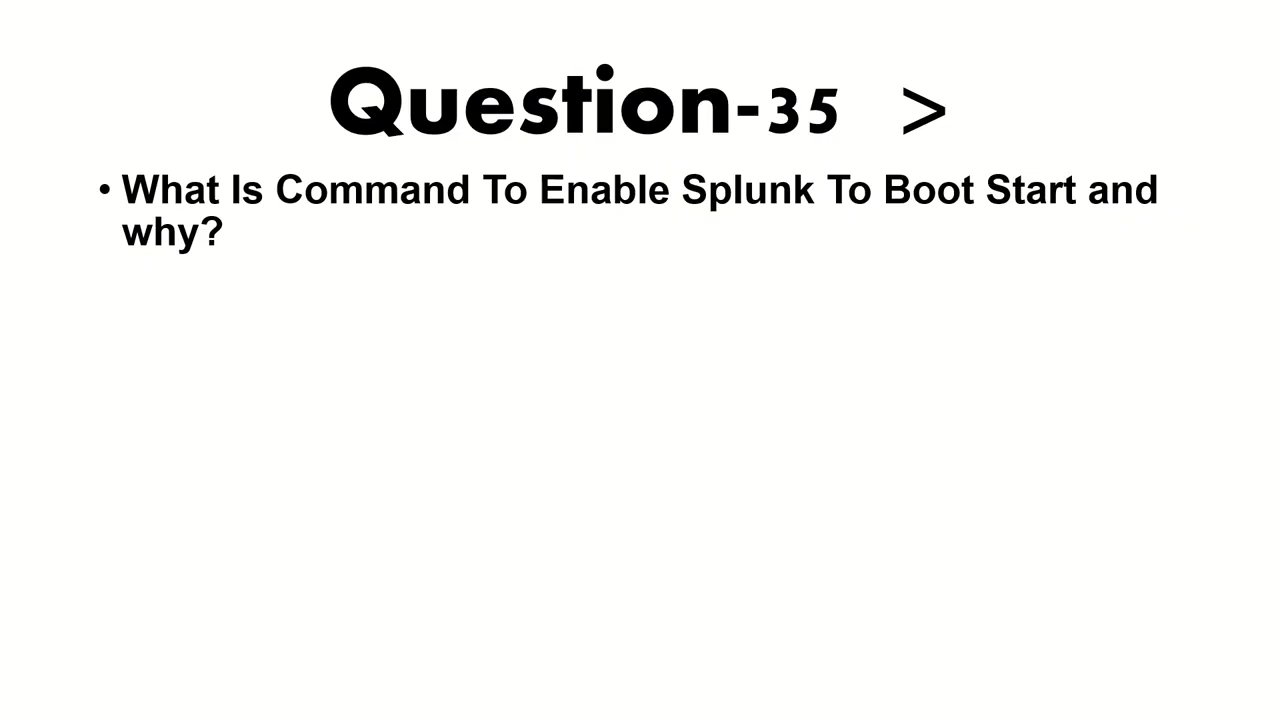 Question-35 >
• What Is Command To Enable Splunk To Boot Start and
why?